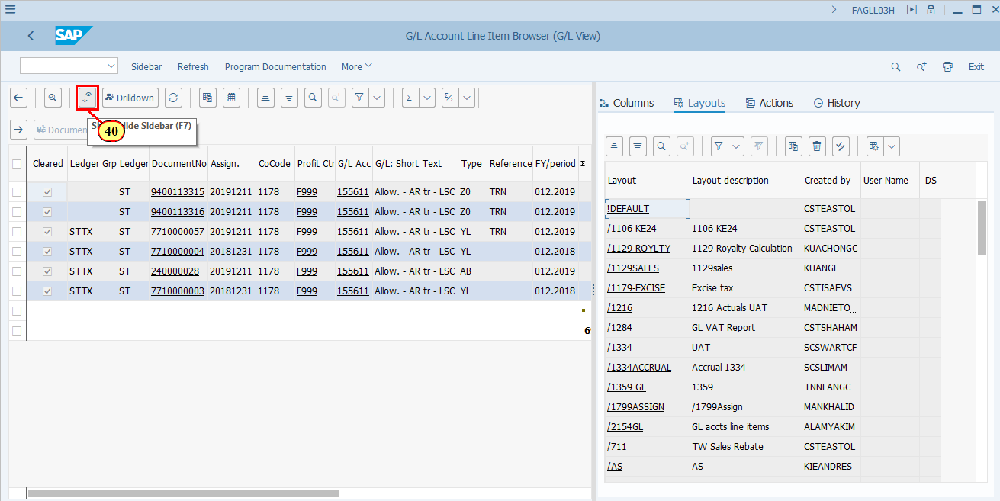 FAGLL03H
SAP
G/L Account Line Item Browser (G/L View)
Sidebar Refresh Program Documentation More Exit
Drilldown
Columns Layouts Actions History
Documen
Hide Sidebar (F7)
40
Cleared Ledger Grp Ledger DocumentNo Assign. CoCode Profit Ctr G/L Acc G/L: Short Text Type Reference FY/period Σ
ST 9400113315 20191211 1178 F999 155611 Allow. - AR tr - LSC Z0 TRN 012.2019
ST 9400113316 20191211 1178 F999 155611 Allow. - AR tr - LSC Z0 TRN 012.2019
STTX ST 7710000057 20191211 1178 F999 155611 Allow. - AR tr - LSC YL TRN 012.2019
STTX ST 7710000004 20181231 1178 F999 155611 Allow. - AR tr - LSC YL 012.2018
STTX ST 240000028 20191211 1178 F999 155611 Allow. - AR tr - LSC AB 012.2019
STTX ST 7710000003 20181231 1178 F999 155611 Allow. - AR tr - LSC YL 012.2018
6
Layout Layout description Created by User Name DS
!DEFAULT CSTEASTOL
/1106 KE24 1106 KE24 CSTEASTOL
/1129 ROYLTY 1129 Royalty Calculation KUACHONGC
/1129SALES 1129sales KUANGL
/1179-EXCISE Excise tax CSTISAEVS
/1216 1216 Actuals UAT MADNIETO...
/1284 GL VAT Report CSTSHAHAM
/1334 UAT SCSWARTCF
/1334ACCRUAL Accrual 1334 SCSLIMAM
/1359 GL 1359 TNNFANGC
/1799ASSIGN /1799Assign MANKHALID
/2154GL GL accts line items ALAMYAKIM
/711 TW Sales Rebate CSTEASTOL
/AS AS KIEANDRES